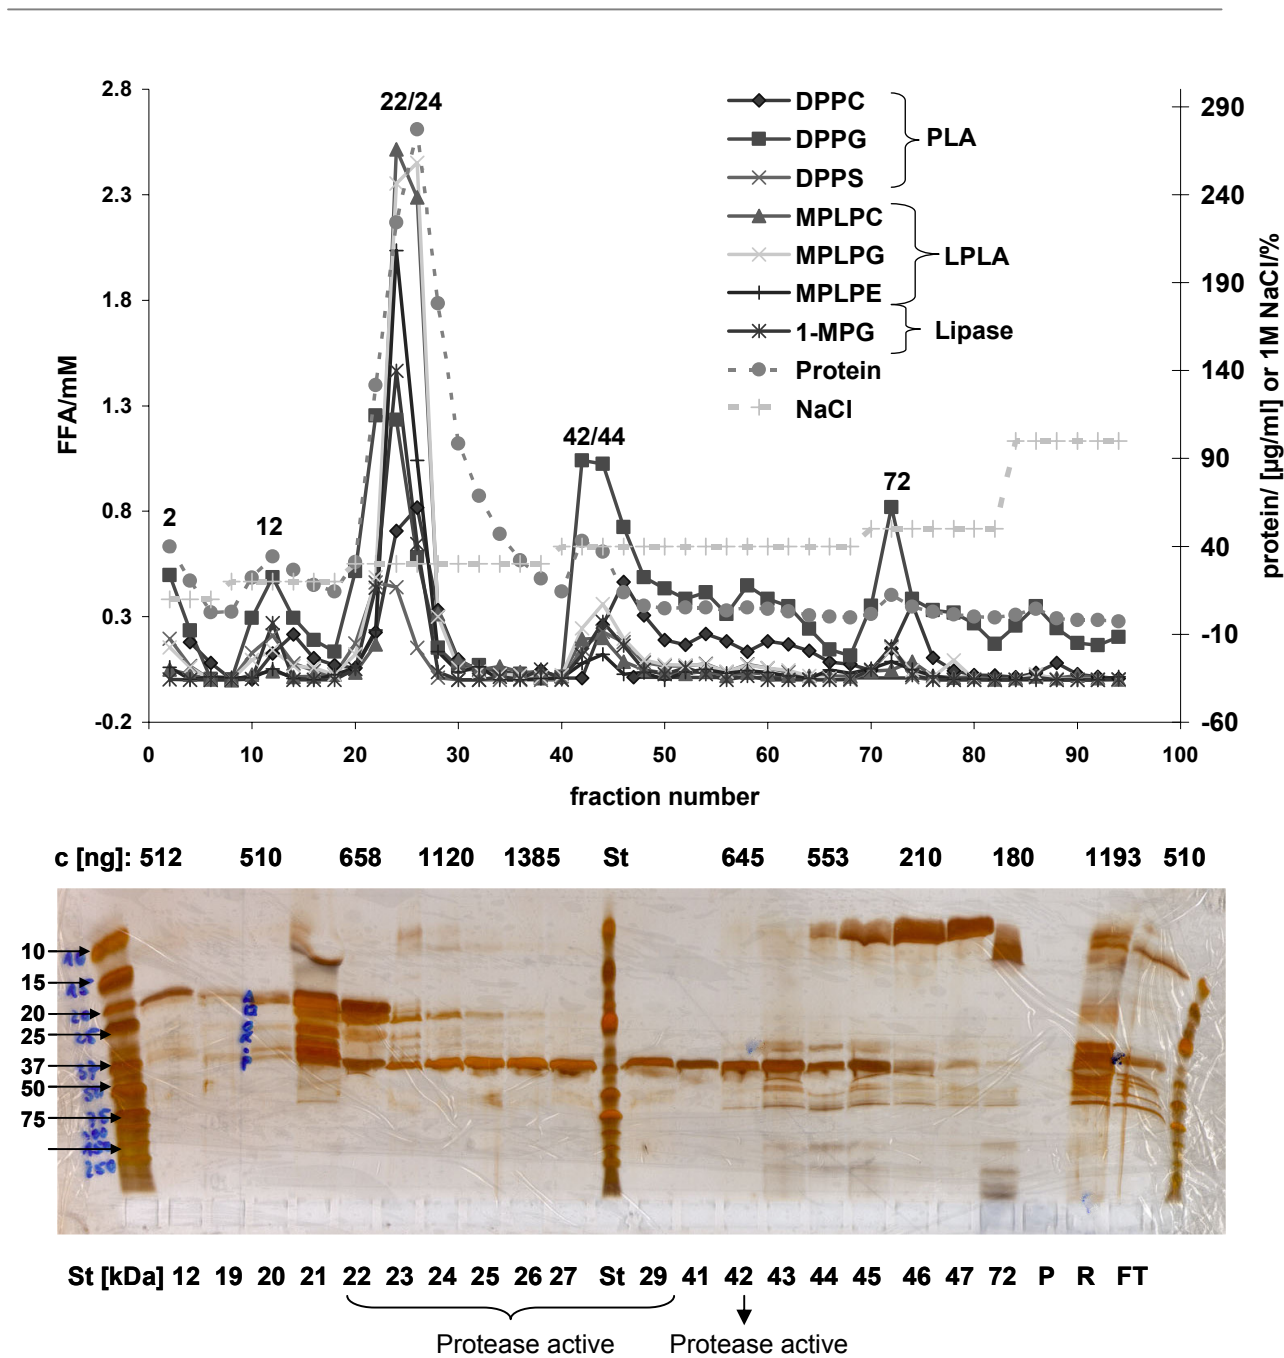 2.8
2.3
1.8
1.3
0.8
0.3
-0.2
FFA/mM
22/24
2
12
42/44
72
DPPC
DPPG
DPPS
MPLPC
MPLPG
MPLPE
1-MPG
Protein
NaCl
PLA
LPLA
Lipase
290
240
190
140
90
40
-10
-60
protein/ [µg/ml] or 1M NaCl/%
0 10 20 30 40 50 60 70 80 90 100
fraction number
c [ng]: 512 510 658 1120 1385 St 645 553 210 180 1193 510
10
15
20
25
37
50
75
250
St [kDa] 12 19 20 21 22 23 24 25 26 27 St 29 41 42 43 44 45 46 47 72 P R FT
Protease active Protease active